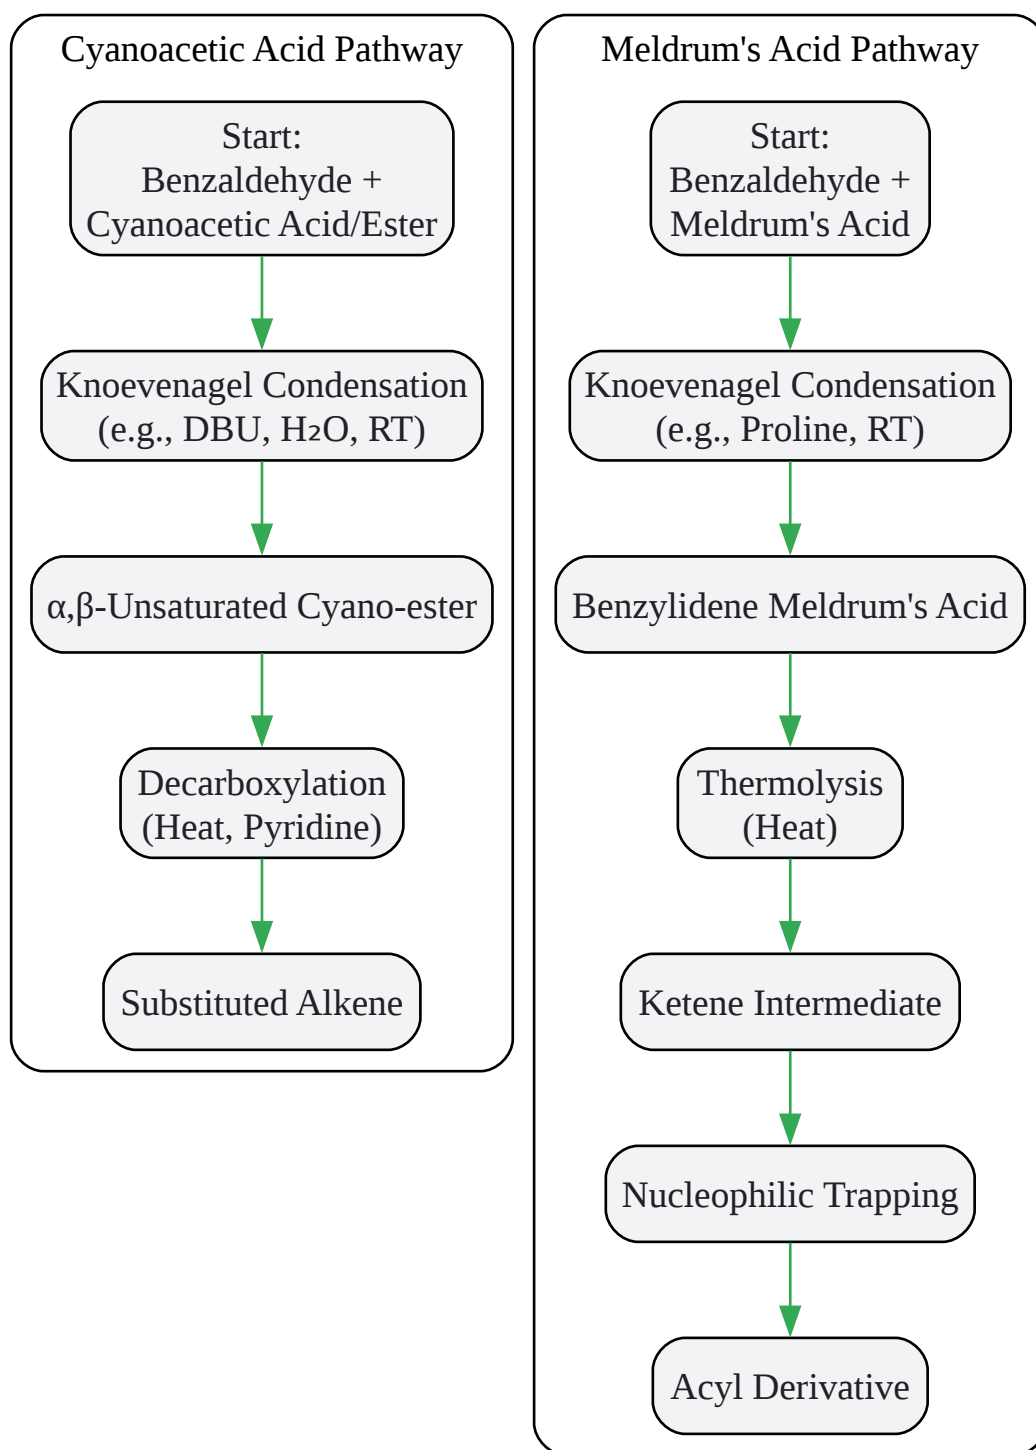 Cyanoacetic Acid Pathway
Start:
Benzaldehyde +
Cyanoacetic Acid/Ester
Knoevenagel Condensation
(e.g., DBU, H₂O, RT)
α,β-Unsaturated Cyano-ester
Decarboxylation
(Heat, Pyridine)
Substituted Alkene
Meldrum's Acid Pathway
Start:
Benzaldehyde +
Meldrum's Acid
Knoevenagel Condensation
(e.g., Proline, RT)
Benzylidene Meldrum's Acid
Thermolysis
(Heat)
Ketene Intermediate
Nucleophilic Trapping
Acyl Derivative